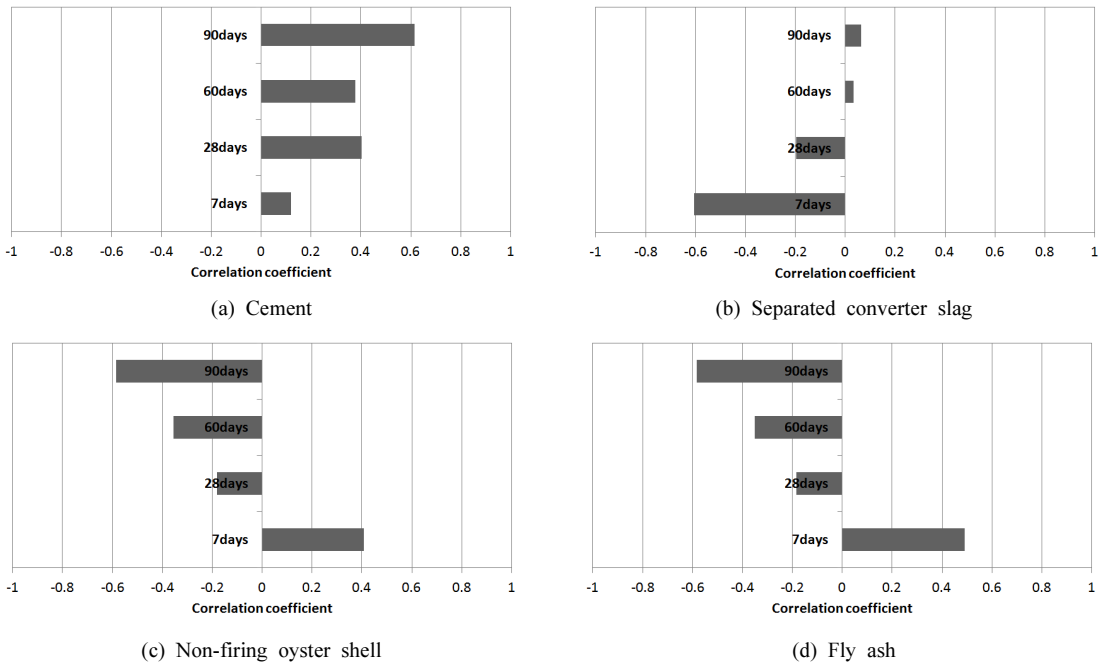 90days
60days
28days
7days
-1 -0.8 -0.6 -0.4 -0.2 0 0.2 0.4 0.6 0.8 1
Correlation coefficient
(a) Cement
90days
60days
28days
7days
-1 -0.8 -0.6 -0.4 -0.2 0 0.2 0.4 0.6 0.8 1
Correlation coefficient
(b) Separated converter slag
90days
60days
28days
7days
-1 -0.8 -0.6 -0.4 -0.2 0 0.2 0.4 0.6 0.8 1
Correlation coefficient
(c) Non-firing oyster shell
90days
60days
28days
7days
-1 -0.8 -0.6 -0.4 -0.2 0 0.2 0.4 0.6 0.8 1
Correlation coefficient
(d) Fly ash